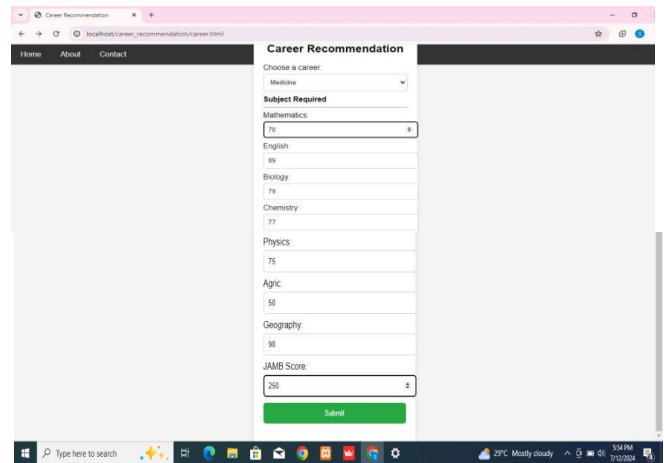 Career Recommendation
localhost/career_recommendation/career.html
Home About Contact
Career Recommendation
Choose a career:
Medicine
Subject Required
Mathematics:
70
English:
89
Biology:
79
Chemistry:
77
Physics:
75
Agric:
50
Geography:
90
JAMB Score:
250
Submit
Type here to search
29°C Mostly cloudy
5:54 PM
7/12/2024